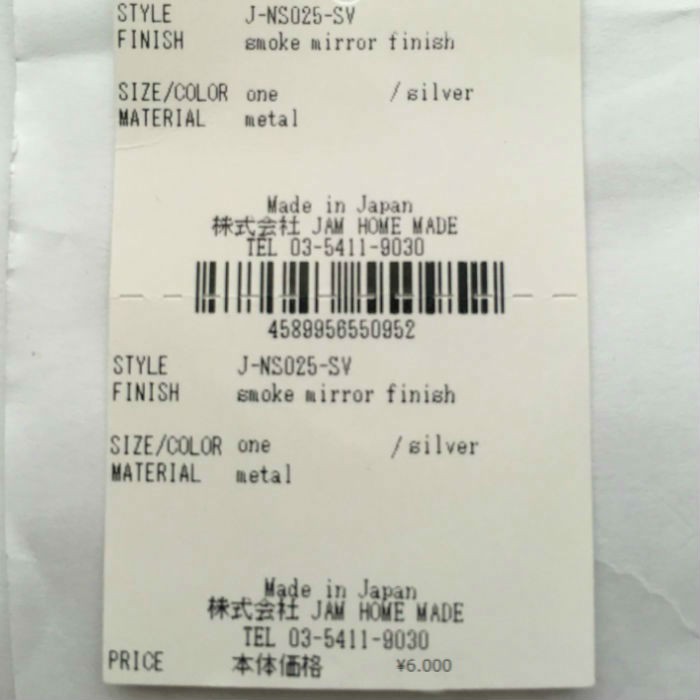 STYLE J-NS025-SV
FINISH smoke mirror finish
SIZE/COLOR one /silver
MATERIAL metal
Made in Japan
株式会社 JAM HOME MADE
TEL 03-5411-9030
4589956550952
STYLE J-NS025-SV
FINISH smoke mirror finish
SIZE/COLOR one /silver
MATERIAL metal
Made in Japan
株式会社 JAM HOME MADE
TEL 03-5411-9030
PRICE 本体価格 ¥6.000